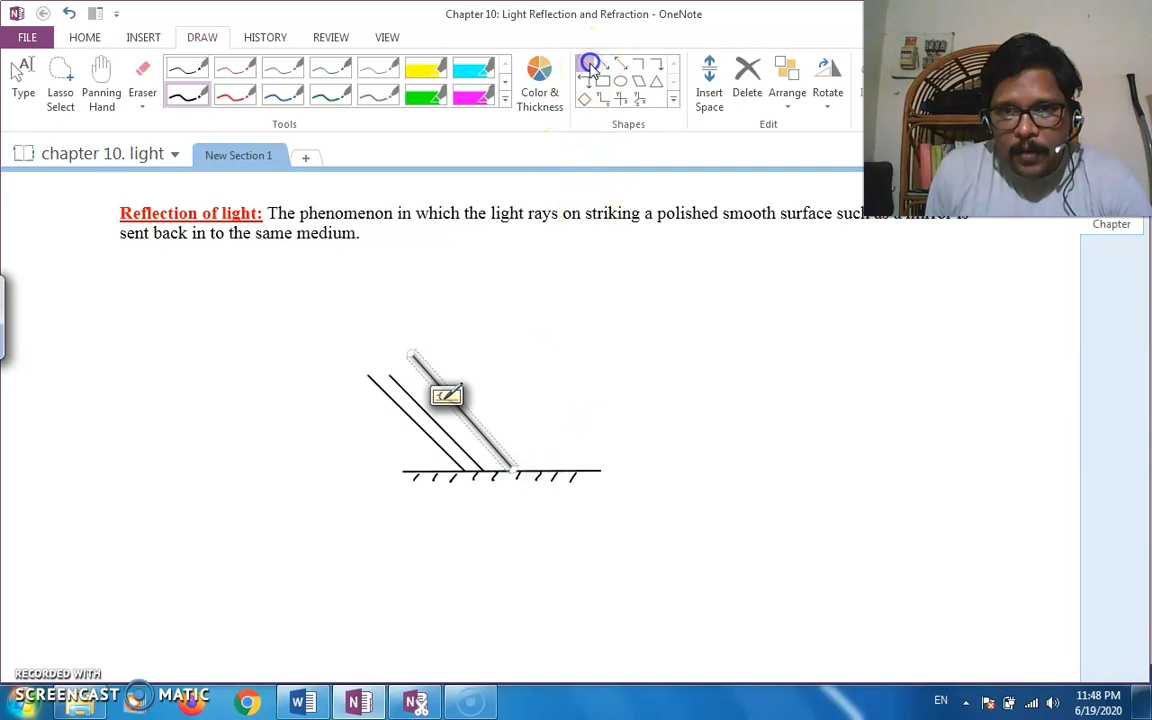 Chapter 10: Light Reflection and Refraction - OneNote
FILE HOME INSERT DRAW HISTORY REVIEW VIEW
Type
Lasso Select
Panning Hand
Eraser
Color & Thickness
Insert Space
Delete
Arrange
Rotate
Tools
Shapes
Edit
chapter 10. light
New Section 1
Chapter
Reflection of light: The phenomenon in which the light rays on striking a polished smooth surface such as a mirror is
sent back in to the same medium.
RECORDED WITH
SCREENCAST MATIC
EN
11:48 PM
6/19/2020